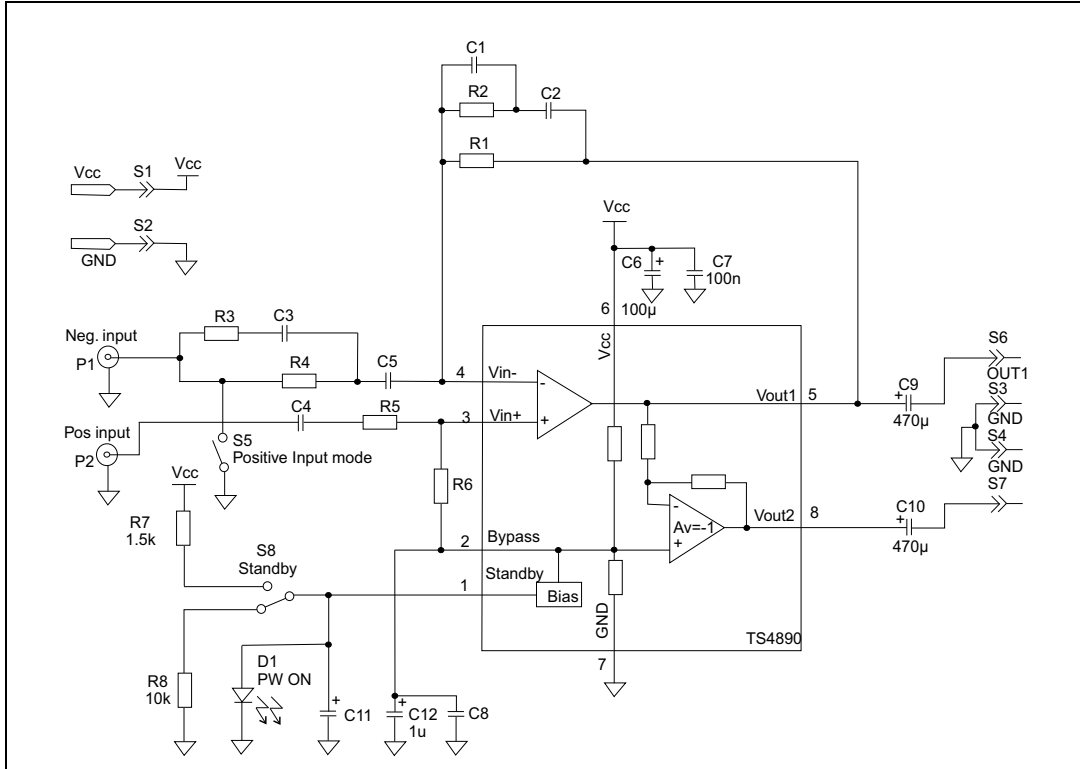 C1
R2
C2
R1
Vcc
S1
Vcc
S2
GND
Vcc
C6
+
C7
100n
100µ
6
Neg. input
P1
R3
C3
R4
C5
4
Vin-
-
Vcc
Vout1
5
+
C9
470µ
S6
OUT1
S3
GND
S4
GND
S7
Pos input
P2
C4
R5
3
Vin+
+
S5
Positive Input mode
R6
Vcc
R7
1.5k
S8
Standby
2
Bypass
-
Av=-1
+
Vout2
8
C10
+
470µ
1
Standby
Bias
GND
TS4890
7
R8
10k
D1
PW ON
+
C11
+
C12
1u
C8